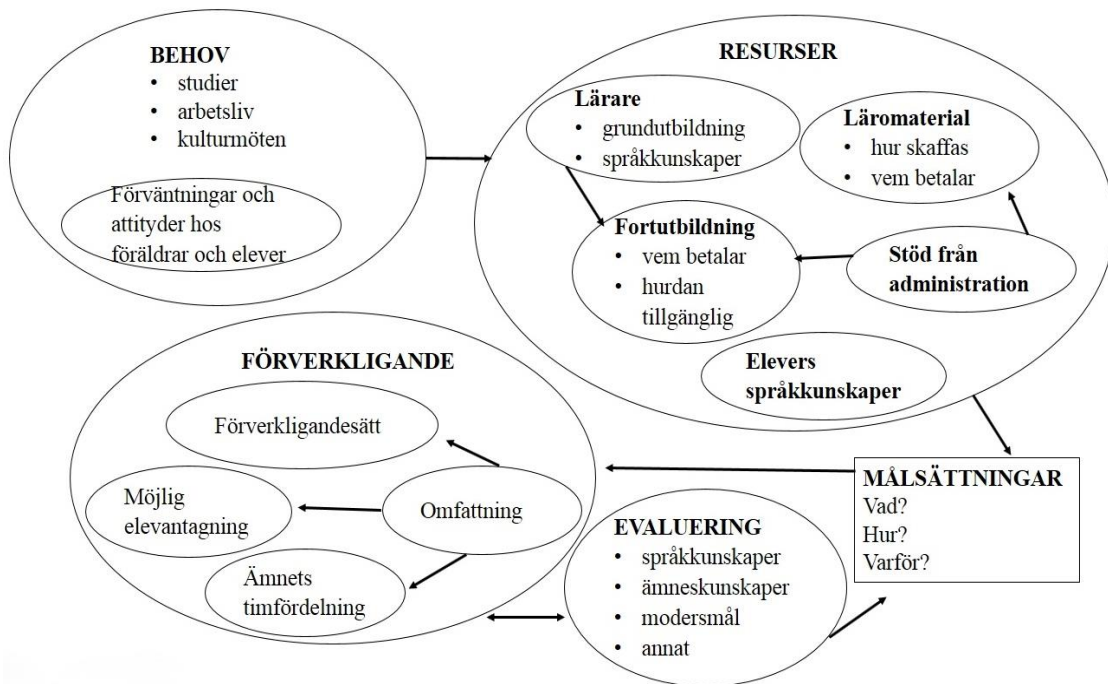 BEHOV
• studier
• arbetsliv
• kulturmöten
Förväntningar och
attityder hos
föräldrar och elever
RESURSER
Lärare
• grundutbildning
• språkkunskaper
Läromaterial
• hur skaffas
• vem betalar
Fortutbildning
• vem betalar
• hurdan
tillgänglig
Stöd från
administration
Elevers
språkkunskaper
FÖRVERKLIGANDE
Förverkligandesätt
Möjlig
elevantagning
Omfattning
Ämnets
timfördelning
EVALUERING
• språkkunskaper
• ämneskunskaper
• modersmål
• annat
MÅLSÄTTNINGAR
Vad?
Hur?
Varför?